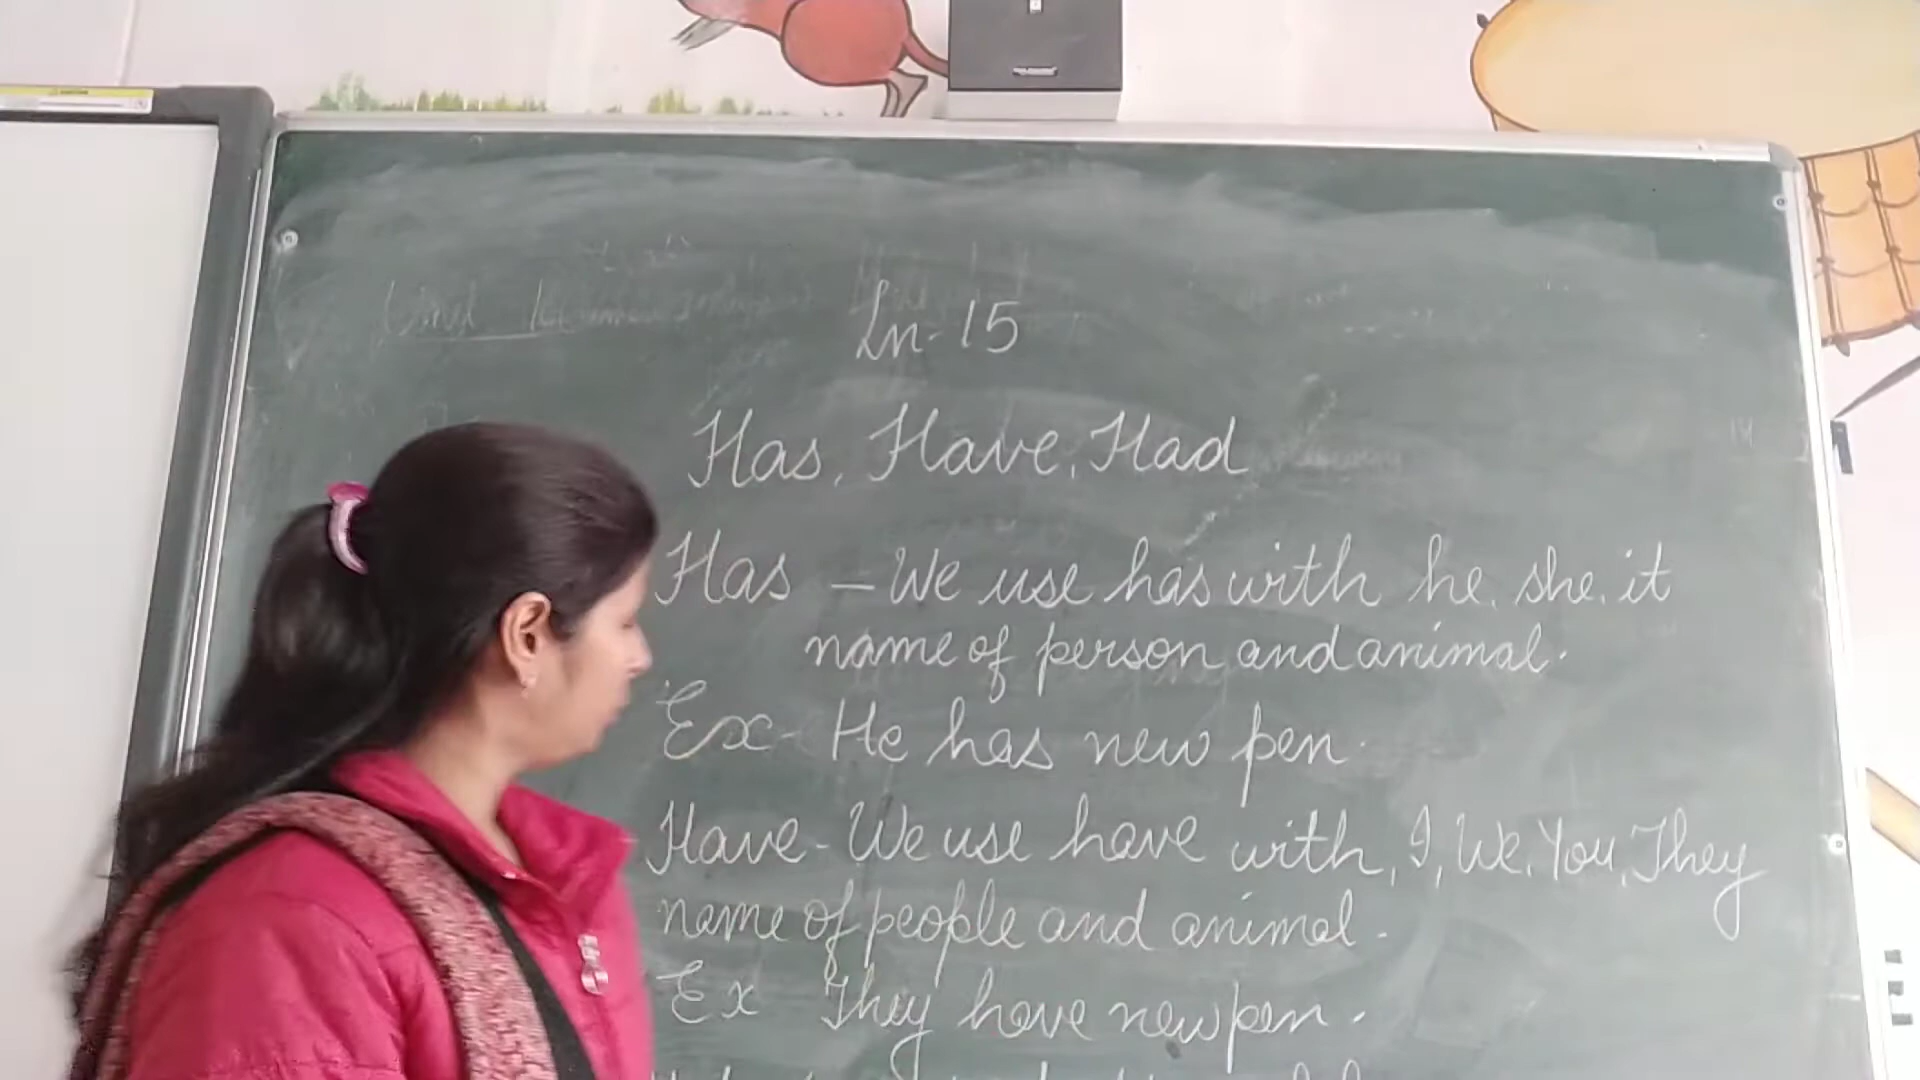 Ln-15
Has, Have, Had
Has - We use has with he, she, it
name of person and animal.
Ex- He has new pen.
Have- We use have with, I, We, You, They
name of people and animal.
Ex They have new pen.